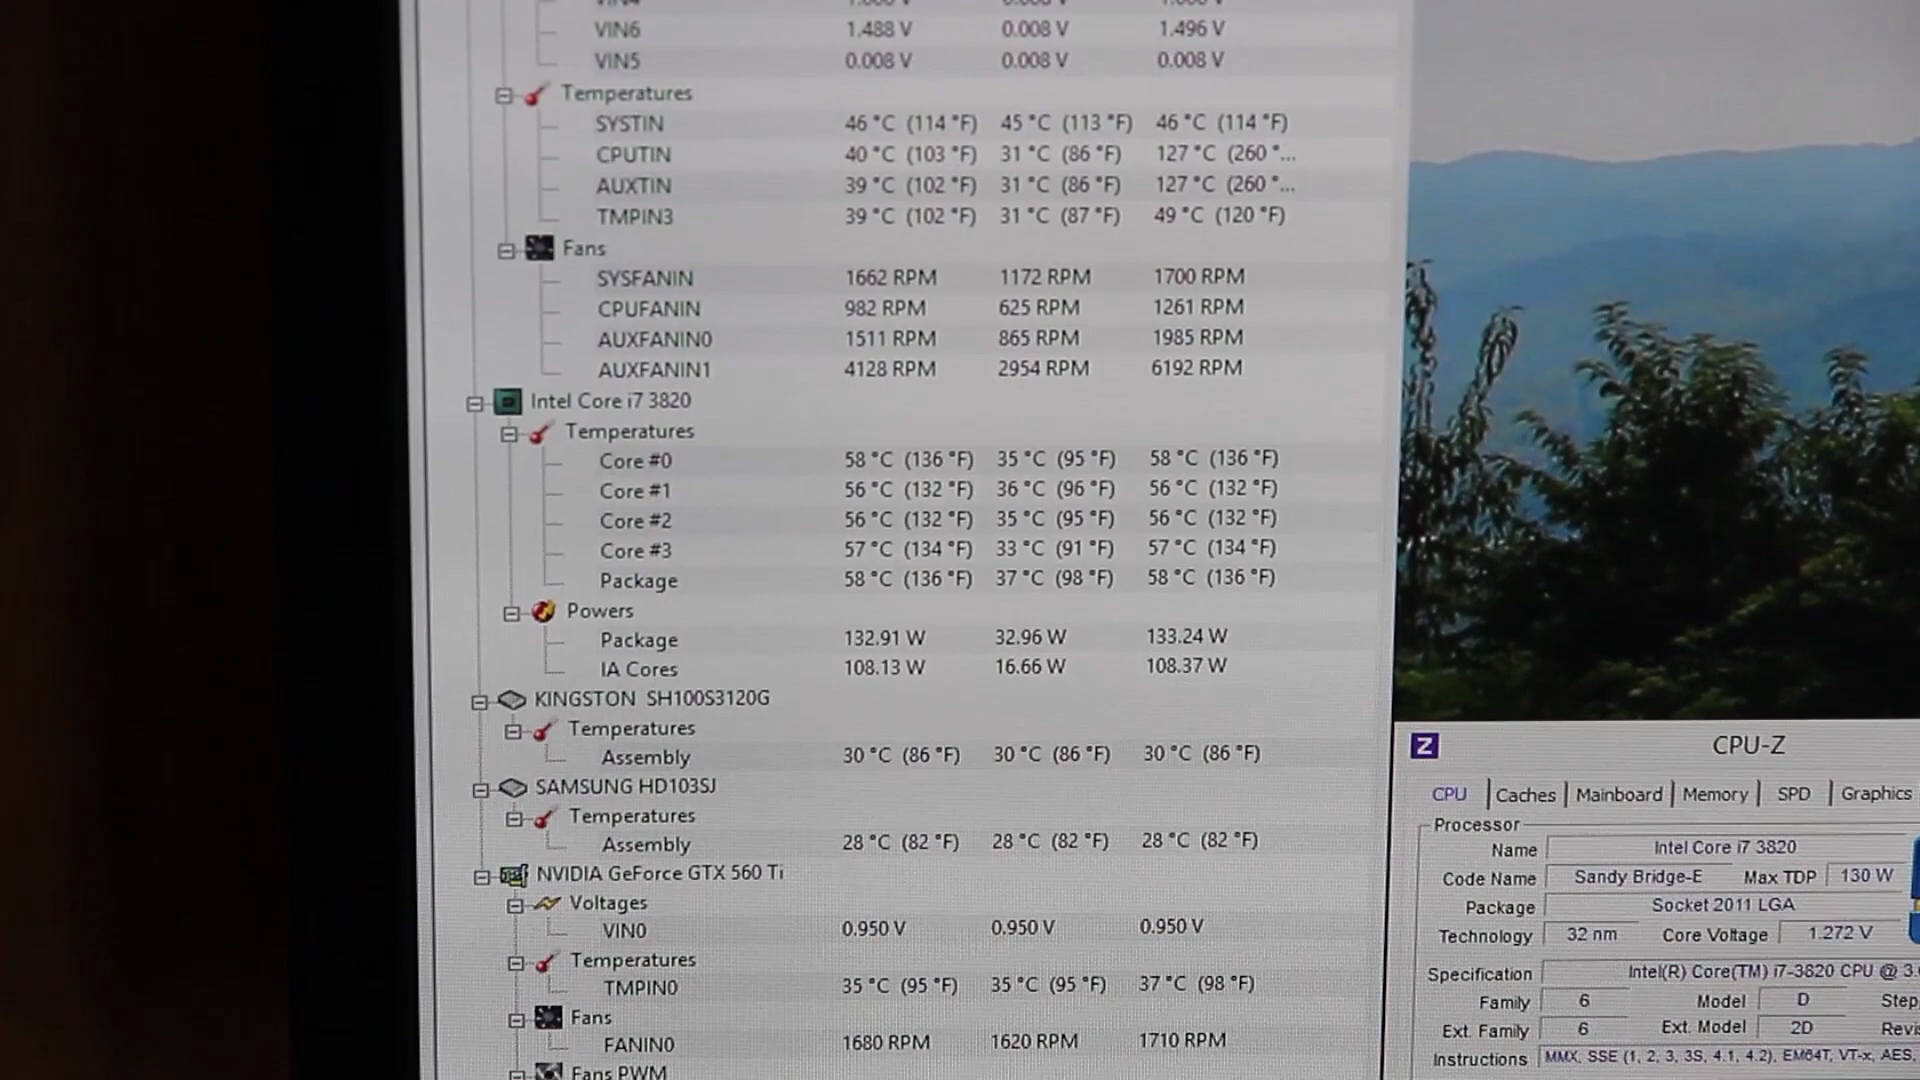 VIN6 1.488 V 0.008 V 1.496 V
VIN5 0.008 V 0.008 V 0.008 V
Temperatures
SYSTIN 46 °C (114 °F) 45 °C (113 °F) 46 °C (114 °F)
CPUTIN 40 °C (103 °F) 31 °C (86 °F) 127 °C (260 °...
AUXTIN 39 °C (102 °F) 31 °C (86 °F) 127 °C (260 °...
TMPIN3 39 °C (102 °F) 31 °C (87 °F) 49 °C (120 °F)
Fans
SYSFANIN 1662 RPM 1172 RPM 1700 RPM
CPUFANIN 982 RPM 625 RPM 1261 RPM
AUXFANIN0 1511 RPM 865 RPM 1985 RPM
AUXFANIN1 4128 RPM 2954 RPM 6192 RPM
Intel Core i7 3820
Temperatures
Core #0 58 °C (136 °F) 35 °C (95 °F) 58 °C (136 °F)
Core #1 56 °C (132 °F) 36 °C (96 °F) 56 °C (132 °F)
Core #2 56 °C (132 °F) 35 °C (95 °F) 56 °C (132 °F)
Core #3 57 °C (134 °F) 33 °C (91 °F) 57 °C (134 °F)
Package 58 °C (136 °F) 37 °C (98 °F) 58 °C (136 °F)
Powers
Package 132.91 W 32.96 W 133.24 W
IA Cores 108.13 W 16.66 W 108.37 W
KINGSTON SH100S3120G
Temperatures
Assembly 30 °C (86 °F) 30 °C (86 °F) 30 °C (86 °F)
SAMSUNG HD103SJ
Temperatures
Assembly 28 °C (82 °F) 28 °C (82 °F) 28 °C (82 °F)
NVIDIA GeForce GTX 560 Ti
Voltages
VIN0 0.950 V 0.950 V 0.950 V
Temperatures
TMPIN0 35 °C (95 °F) 35 °C (95 °F) 37 °C (98 °F)
Fans
FANIN0 1680 RPM 1620 RPM 1710 RPM
Fans PWM
Z CPU-Z
CPU Caches Mainboard Memory SPD Graphics
Processor
Name Intel Core i7 3820
Code Name Sandy Bridge-E Max TDP 130 W
Package Socket 2011 LGA
Technology 32 nm Core Voltage 1.272 V
Specification Intel(R) Core(TM) i7-3820 CPU @ 3.
Family 6 Model D Step
Ext. Family 6 Ext. Model 2D Revis
Instructions MMX, SSE (1, 2, 3, 3S, 4.1, 4.2), EM64T, VT-x, AES,